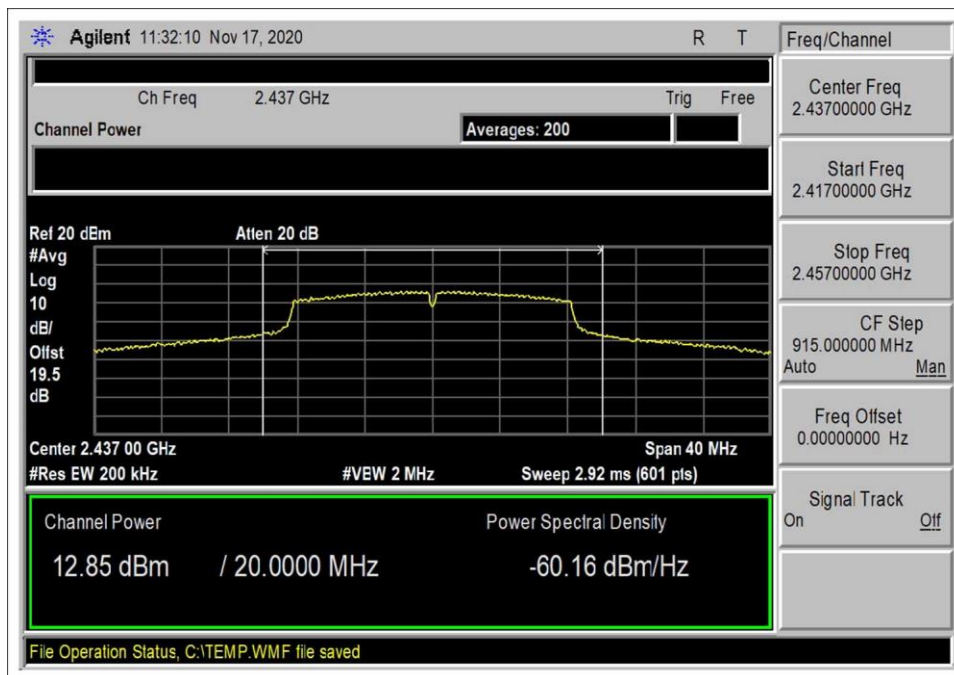 Agilent 11:32:10 Nov 17, 2020 R T
Ch Freq 2.437 GHz Trig Free
Channel Power Averages: 200
Ref 20 dBm Atten 20 dB
#Avg
Log
10
dB/
Offst
19.5
dB
Center 2.437 00 GHz Span 40 MHz
#Res BW 200 kHz #VBW 2 MHz Sweep 2.92 ms (601 pts)
Channel Power Power Spectral Density
12.85 dBm / 20.0000 MHz -60.16 dBm/Hz
File Operation Status, C:\TEMP.WMF file saved
Freq/Channel
Center Freq
2.43700000 GHz
Start Freq
2.41700000 GHz
Stop Freq
2.45700000 GHz
CF Step
915.000000 MHz
Auto Man
Freq Offset
0.00000000 Hz
Signal Track
On Off